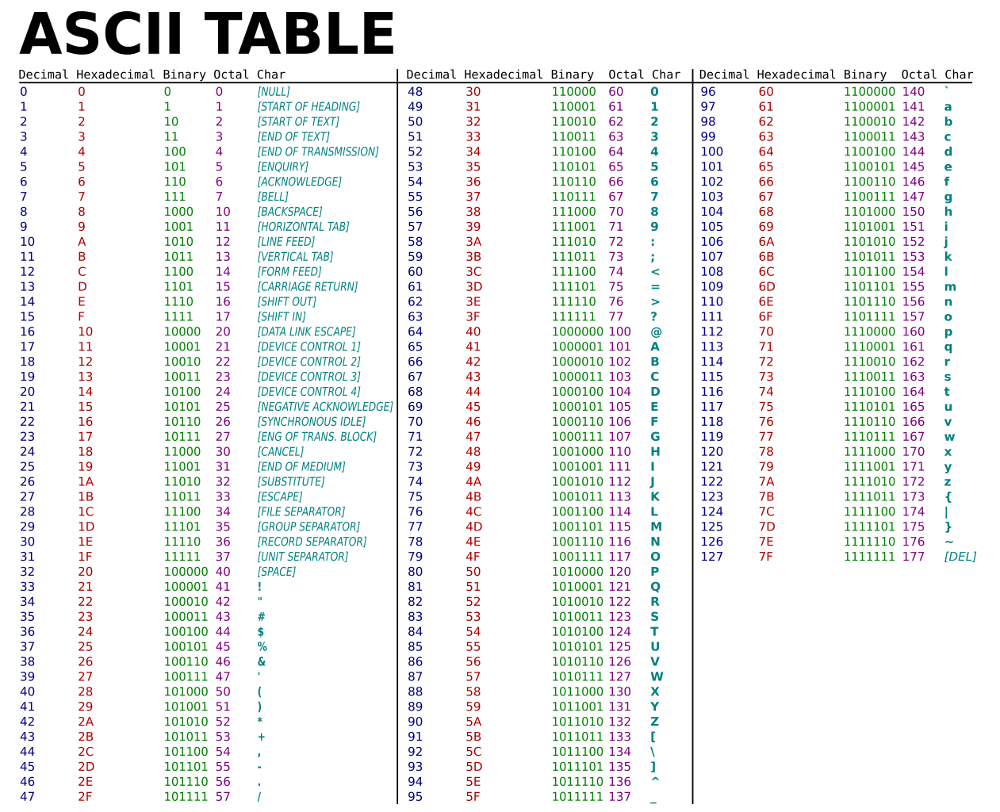 ASCII TABLE
Decimal Hexadecimal Binary Octal Char Decimal Hexadecimal Binary Octal Char Decimal Hexadecimal Binary Octal Char
0 0 0 0 [NULL] 48 30 110000 60 0 96 60 1100000 140 `
1 1 1 1 [START OF HEADING] 49 31 110001 61 1 97 61 1100001 141 a
2 2 10 2 [START OF TEXT] 50 32 110010 62 2 98 62 1100010 142 b
3 3 11 3 [END OF TEXT] 51 33 110011 63 3 99 63 1100011 143 c
4 4 100 4 [END OF TRANSMISSION] 52 34 110100 64 4 100 64 1100100 144 d
5 5 101 5 [ENQUIRY] 53 35 110101 65 5 101 65 1100101 145 e
6 6 110 6 [ACKNOWLEDGE] 54 36 110110 66 6 102 66 1100110 146 f
7 7 111 7 [BELL] 55 37 110111 67 7 103 67 1100111 147 g
8 8 1000 10 [BACKSPACE] 56 38 111000 70 8 104 68 1101000 150 h
9 9 1001 11 [HORIZONTAL TAB] 57 39 111001 71 9 105 69 1101001 151 i
10 A 1010 12 [LINE FEED] 58 3A 111010 72 : 106 6A 1101010 152 j
11 B 1011 13 [VERTICAL TAB] 59 3B 111011 73 ; 107 6B 1101011 153 k
12 C 1100 14 [FORM FEED] 60 3C 111100 74 < 108 6C 1101100 154 l
13 D 1101 15 [CARRIAGE RETURN] 61 3D 111101 75 = 109 6D 1101101 155 m
14 E 1110 16 [SHIFT OUT] 62 3E 111110 76 > 110 6E 1101110 156 n
15 F 1111 17 [SHIFT IN] 63 3F 111111 77 ? 111 6F 1101111 157 o
16 10 10000 20 [DATA LINK ESCAPE] 64 40 1000000 100 @ 112 70 1110000 160 p
17 11 10001 21 [DEVICE CONTROL 1] 65 41 1000001 101 A 113 71 1110001 161 q
18 12 10010 22 [DEVICE CONTROL 2] 66 42 1000010 102 B 114 72 1110010 162 r
19 13 10011 23 [DEVICE CONTROL 3] 67 43 1000011 103 C 115 73 1110011 163 s
20 14 10100 24 [DEVICE CONTROL 4] 68 44 1000100 104 D 116 74 1110100 164 t
21 15 10101 25 [NEGATIVE ACKNOWLEDGE] 69 45 1000101 105 E 117 75 1110101 165 u
22 16 10110 26 [SYNCHRONOUS IDLE] 70 46 1000110 106 F 118 76 1110110 166 v
23 17 10111 27 [ENG OF TRANS. BLOCK] 71 47 1000111 107 G 119 77 1110111 167 w
24 18 11000 30 [CANCEL] 72 48 1001000 110 H 120 78 1111000 170 x
25 19 11001 31 [END OF MEDIUM] 73 49 1001001 111 I 121 79 1111001 171 y
26 1A 11010 32 [SUBSTITUTE] 74 4A 1001010 112 J 122 7A 1111010 172 z
27 1B 11011 33 [ESCAPE] 75 4B 1001011 113 K 123 7B 1111011 173 {
28 1C 11100 34 [FILE SEPARATOR] 76 4C 1001100 114 L 124 7C 1111100 174 |
29 1D 11101 35 [GROUP SEPARATOR] 77 4D 1001101 115 M 125 7D 1111101 175 }
30 1E 11110 36 [RECORD SEPARATOR] 78 4E 1001110 116 N 126 7E 1111110 176 ~
31 1F 11111 37 [UNIT SEPARATOR] 79 4F 1001111 117 O 127 7F 1111111 177 [DEL]
32 20 100000 40 [SPACE] 80 50 1010000 120 P
33 21 100001 41 ! 81 51 1010001 121 Q
34 22 100010 42 " 82 52 1010010 122 R
35 23 100011 43 # 83 53 1010011 123 S
36 24 100100 44 $ 84 54 1010100 124 T
37 25 100101 45 % 85 55 1010101 125 U
38 26 100110 46 & 86 56 1010110 126 V
39 27 100111 47 ' 87 57 1010111 127 W
40 28 101000 50 ( 88 58 1011000 130 X
41 29 101001 51 ) 89 59 1011001 131 Y
42 2A 101010 52 * 90 5A 1011010 132 Z
43 2B 101011 53 + 91 5B 1011011 133 [
44 2C 101100 54 , 92 5C 1011100 134 \
45 2D 101101 55 - 93 5D 1011101 135 ]
46 2E 101110 56 . 94 5E 1011110 136 ^
47 2F 101111 57 / 95 5F 1011111 137 _